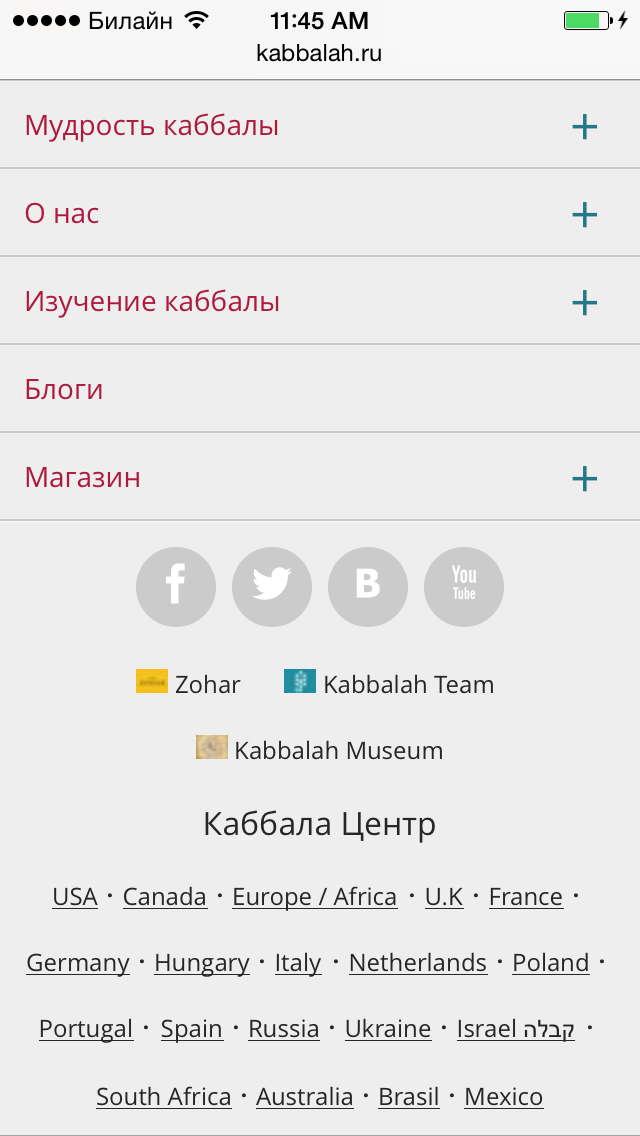 Билайн 11:45 AM
kabbalah.ru
Мудрость каббалы
О нас
Изучение каббалы
Блоги
Магазин
f B You Tube
Zohar Kabbalah Team
Kabbalah Museum
Каббала Центр
USA · Canada · Europe / Africa · U.K · France ·
Germany · Hungary · Italy · Netherlands · Poland ·
Portugal · Spain · Russia · Ukraine · Israel קבלה ·
South Africa · Australia · Brasil · Mexico